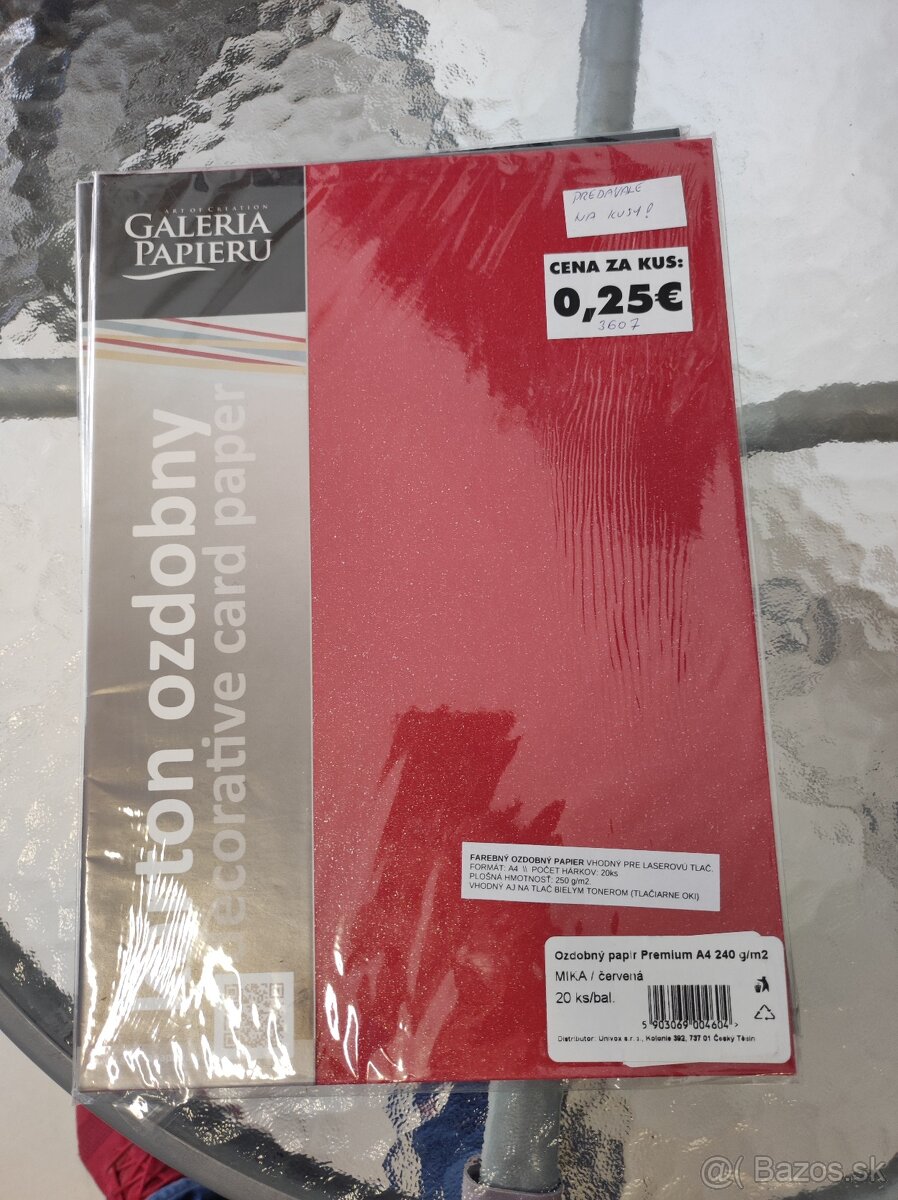 ART OF CREATION
GALERIA
PAPIERU
PREDAVAŤE
NA KUSY!
CENA ZA KUS:
0,25€
3607
ton ozdobny
decorative card paper
FAREBNÝ OZDOBNÝ PAPIER VHODNÝ PRE LASEROVÚ TLAČ.
FORMÁT: A4 \\ POČET HÁRKOV: 20ks
PLOŠNÁ HMOTNOSŤ: 250 g/m2.
VHODNÝ AJ NA TLAČ BIELYM TONEROM (TLAČIARNE OKI)
Ozdobný papír Premium A4 240 g/m2
MIKA / červená
20 ks/bal.
5 903069 004604 >
Distributor: Univox s.r.o., Kolonie 392, 737 01 Český Těšín
@( Bazos.sk